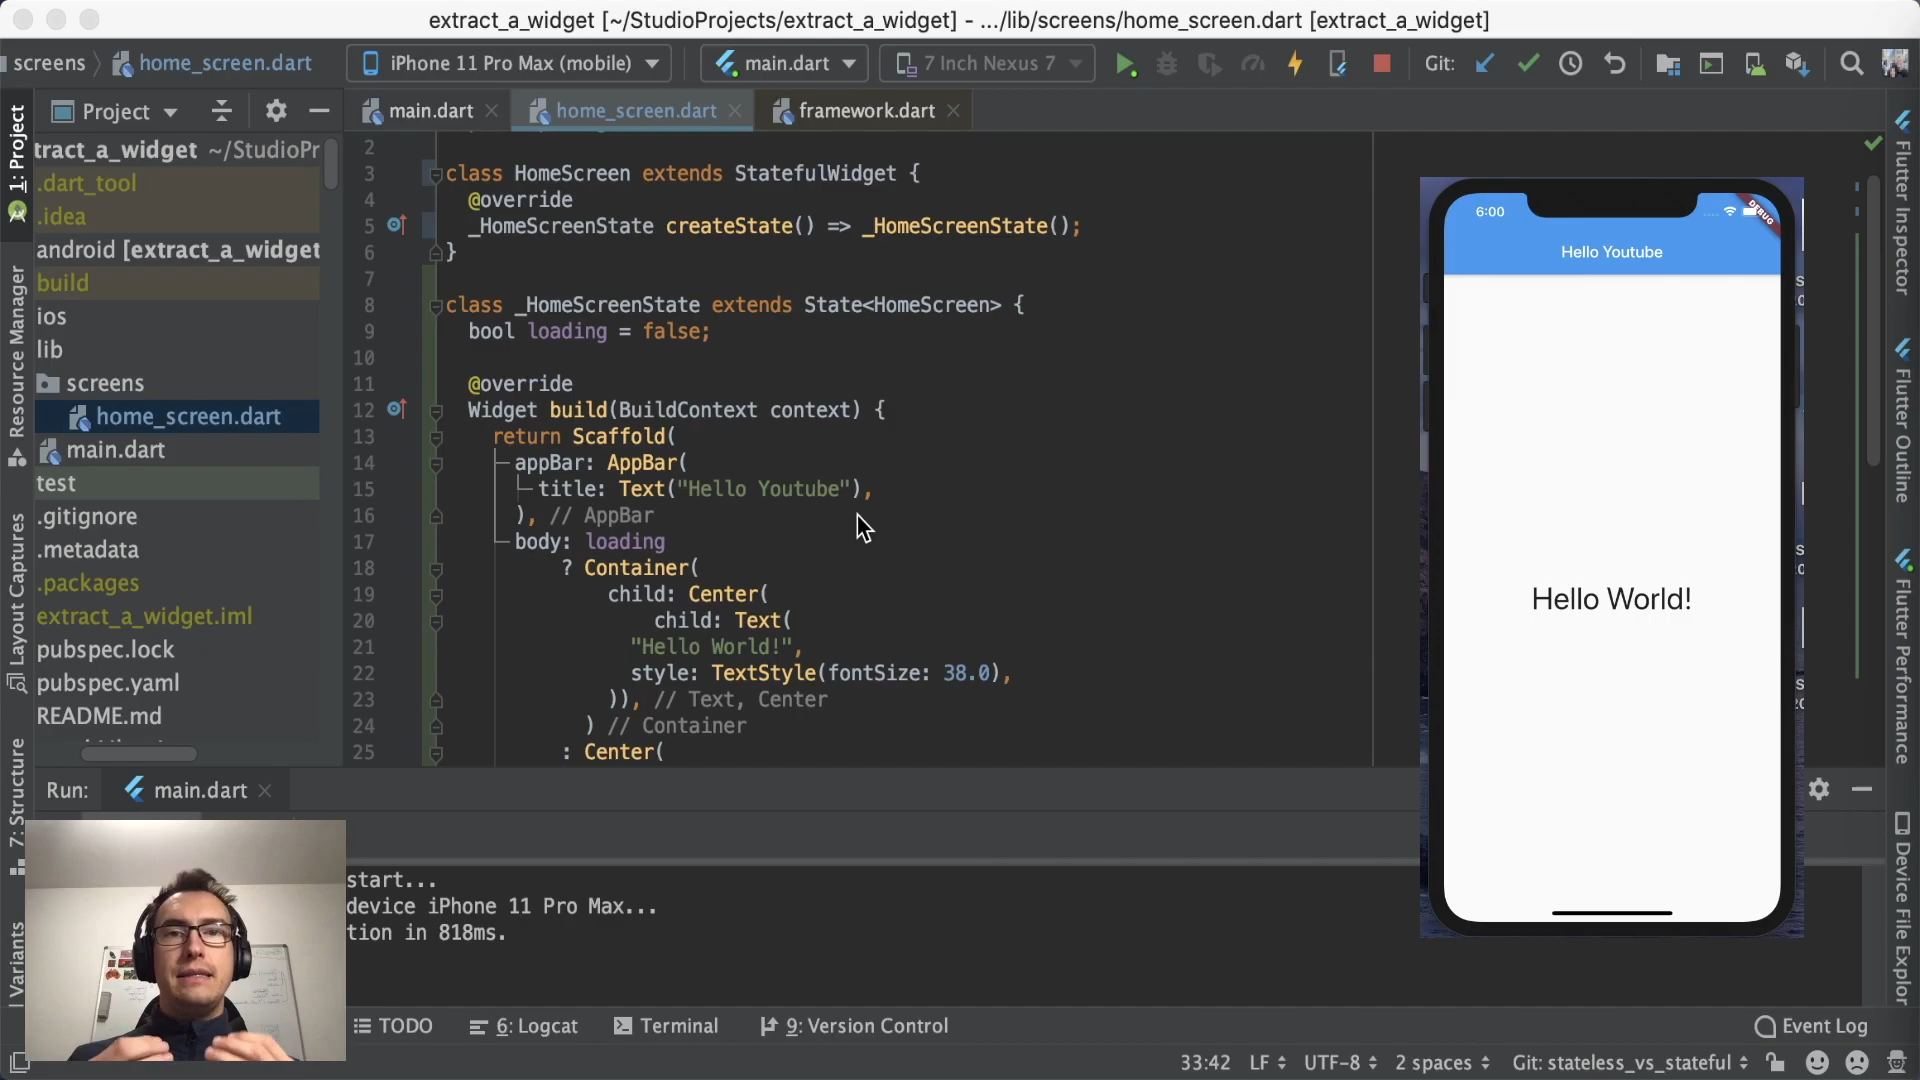 extract_a_widget [~/StudioProjects/extract_a_widget] - .../lib/screens/home_screen.dart [extract_a_widget]
screens
home_screen.dart
iPhone 11 Pro Max (mobile)
main.dart
7 Inch Nexus 7
Git:
1: Project
Resource Manager
Layout Captures
7: Structure
Variants
Project
tract_a_widget ~/StudioPr
.dart_tool
.idea
android [extract_a_widget
build
ios
lib
screens
home_screen.dart
main.dart
test
.gitignore
.metadata
.packages
extract_a_widget.iml
pubspec.lock
pubspec.yaml
README.md
main.dart
home_screen.dart
framework.dart
2
3 class HomeScreen extends StatefulWidget {
4 @override
5 _HomeScreenState createState() => _HomeScreenState();
6 }
7
8 class _HomeScreenState extends State<HomeScreen> {
9 bool loading = false;
10
11 @override
12 Widget build(BuildContext context) {
13 return Scaffold(
14 appBar: AppBar(
15 title: Text("Hello Youtube"),
16 ), // AppBar
17 body: loading
18 ? Container(
19 child: Center(
20 child: Text(
21 "Hello World!",
22 style: TextStyle(fontSize: 38.0),
23 )), // Text, Center
24 ) // Container
25 : Center(
6:00
DEBUG
Hello Youtube
Hello World!
Flutter Inspector
Flutter Outline
Flutter Performance
Device File Explor
Run:
main.dart
start...
device iPhone 11 Pro Max...
tion in 818ms.
TODO
6: Logcat
Terminal
9: Version Control
Event Log
33:42
LF
UTF-8
2 spaces
Git: stateless_vs_stateful